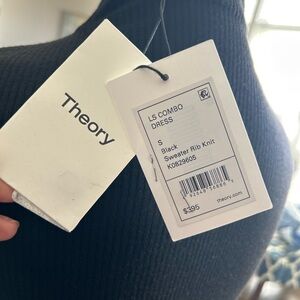 Theory
LS COMBO
DRESS
S
Black
Sweater Rib Knit
K0829605
$395
theory.com